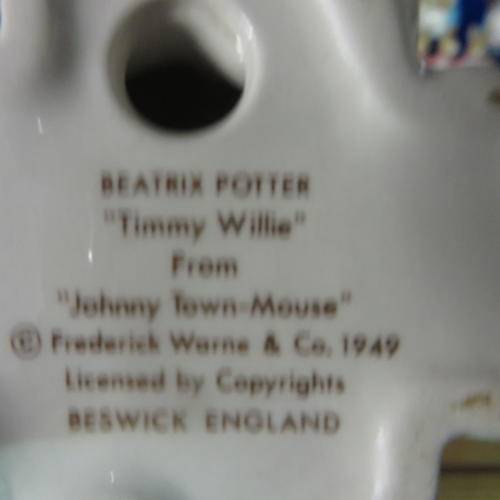 BEATRIX POTTER
"Timmy Willie"
From
"Johnny Town-Mouse"
© Frederick Warne & Co. 1949
Licensed by Copyrights
BESWICK ENGLAND